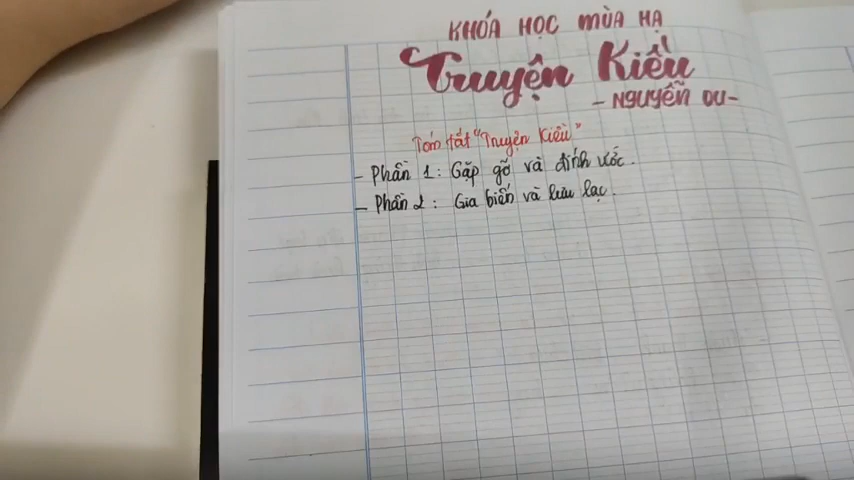 KHÓA HỌC MÙA HẠ
Truyện Kiều
- NGUYỄN DU -
Tóm tắt "Truyện Kiều"
- Phần 1: Gặp gỡ và đính ước.
- Phần 2: Gia biến và lưu lạc.